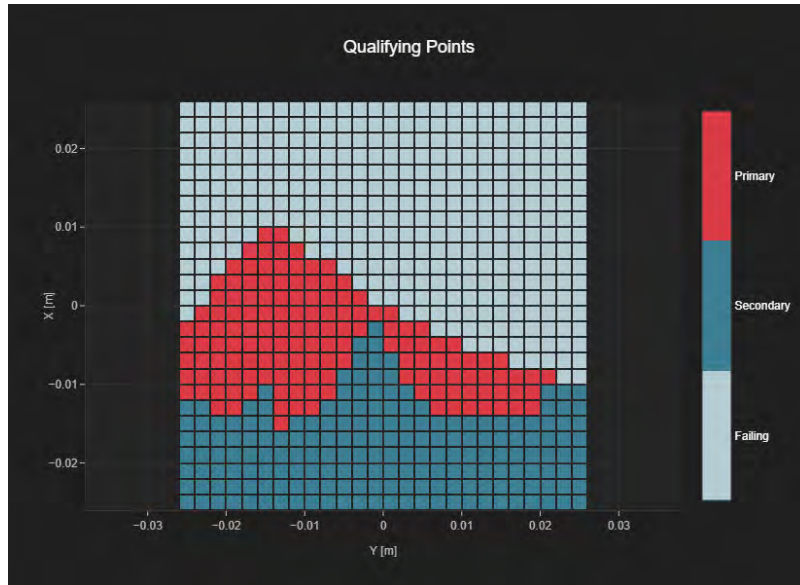 Qualifying Points
0.02
0.01
0
−0.01
−0.02
X [m]
−0.03
−0.02
−0.01
0
0.01
0.02
0.03
Y [m]
Primary
Secondary
Failing